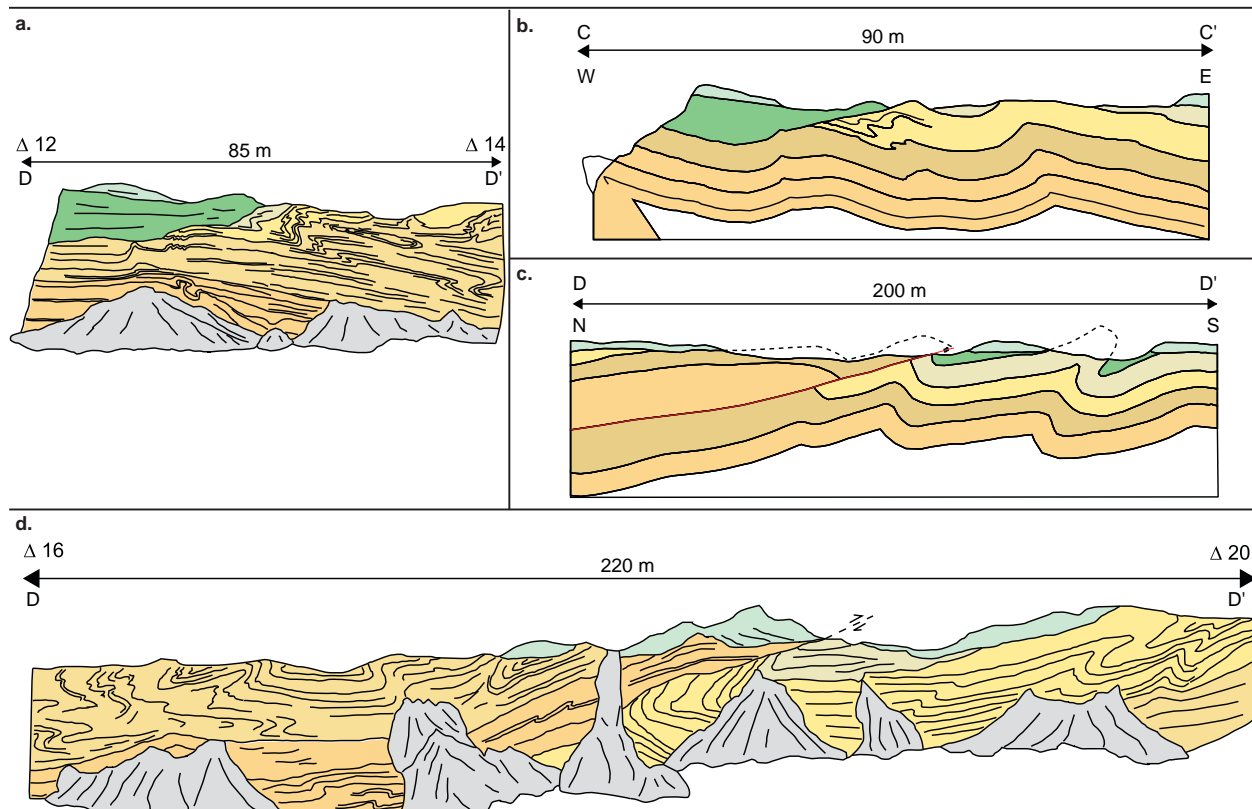 a.
Δ 12 Δ 14
85 m
D D'
b.
C C'
90 m
W E
c.
D D'
200 m
N S
d.
Δ 16 Δ 20
220 m
D D'